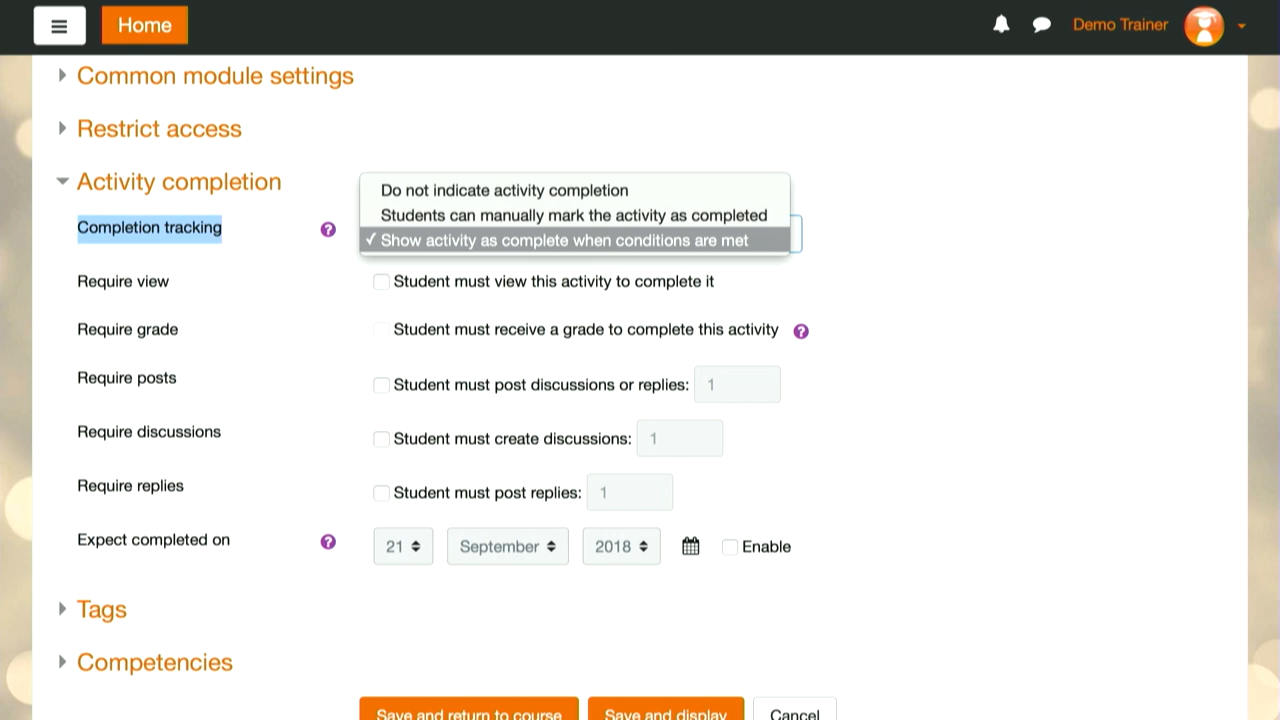 Home
Demo Trainer
Common module settings
Restrict access
Activity completion
Do not indicate activity completion
Students can manually mark the activity as completed
Completion tracking ? ✓ Show activity as complete when conditions are met
Require view Student must view this activity to complete it
Require grade Student must receive a grade to complete this activity ?
Require posts Student must post discussions or replies: 1
Require discussions Student must create discussions: 1
Require replies Student must post replies: 1
Expect completed on ? 21 September 2018 Enable
Tags
Competencies
Save and return to course Save and display Cancel